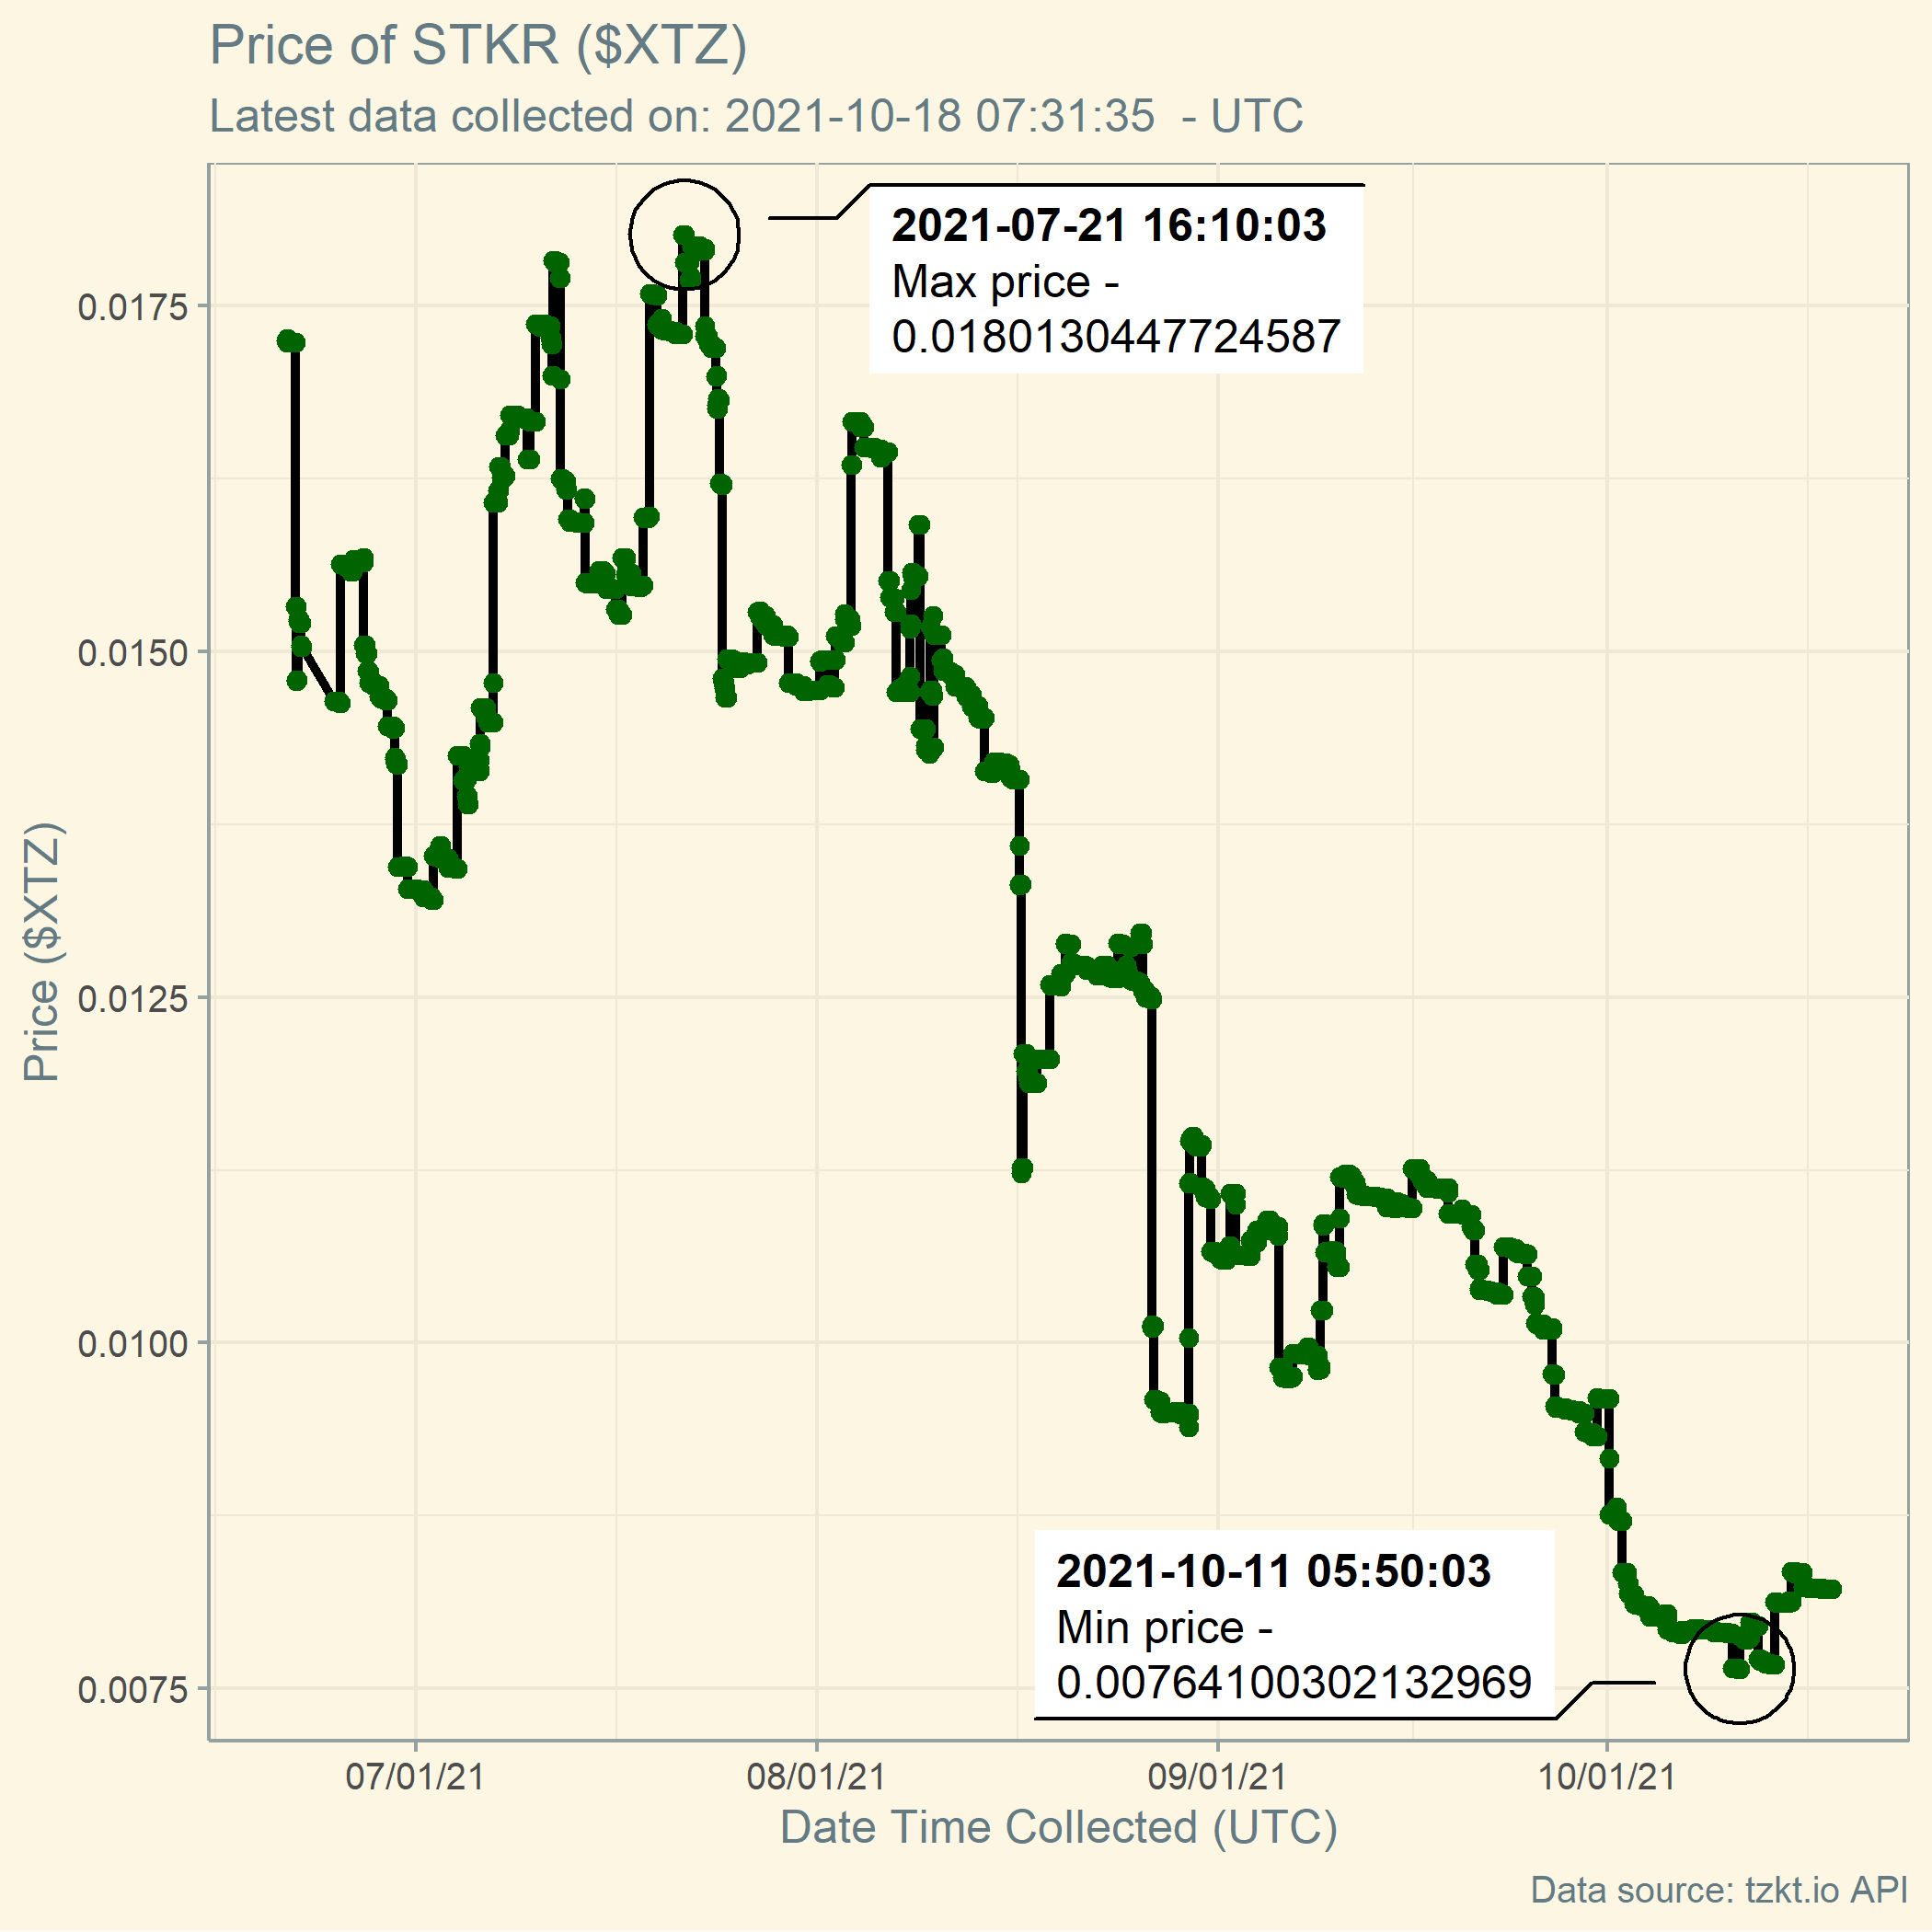 Price of STKR ($XTZ)
Latest data collected on: 2021-10-18 07:31:35  - UTC
2021-07-21 16:10:03
Max price -
0.0180130447724587
0.0175
0.0150
0.0125
0.0100
0.0075
Price ($XTZ)
2021-10-11 05:50:03
Min price -
0.00764100302132969
07/01/21
08/01/21
09/01/21
10/01/21
Date Time Collected (UTC)
Data source: tzkt.io API